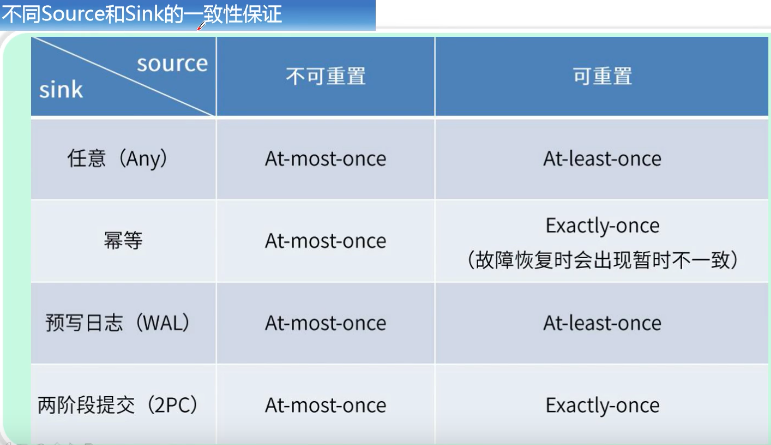 不同Source和Sink的一致性保证
source
sink
不可重置
可重置
任意（Any）
At-most-once
At-least-once
幂等
At-most-once
Exactly-once
（故障恢复时会出现暂时不一致）
预写日志（WAL）
At-most-once
At-least-once
两阶段提交（2PC）
At-most-once
Exactly-once